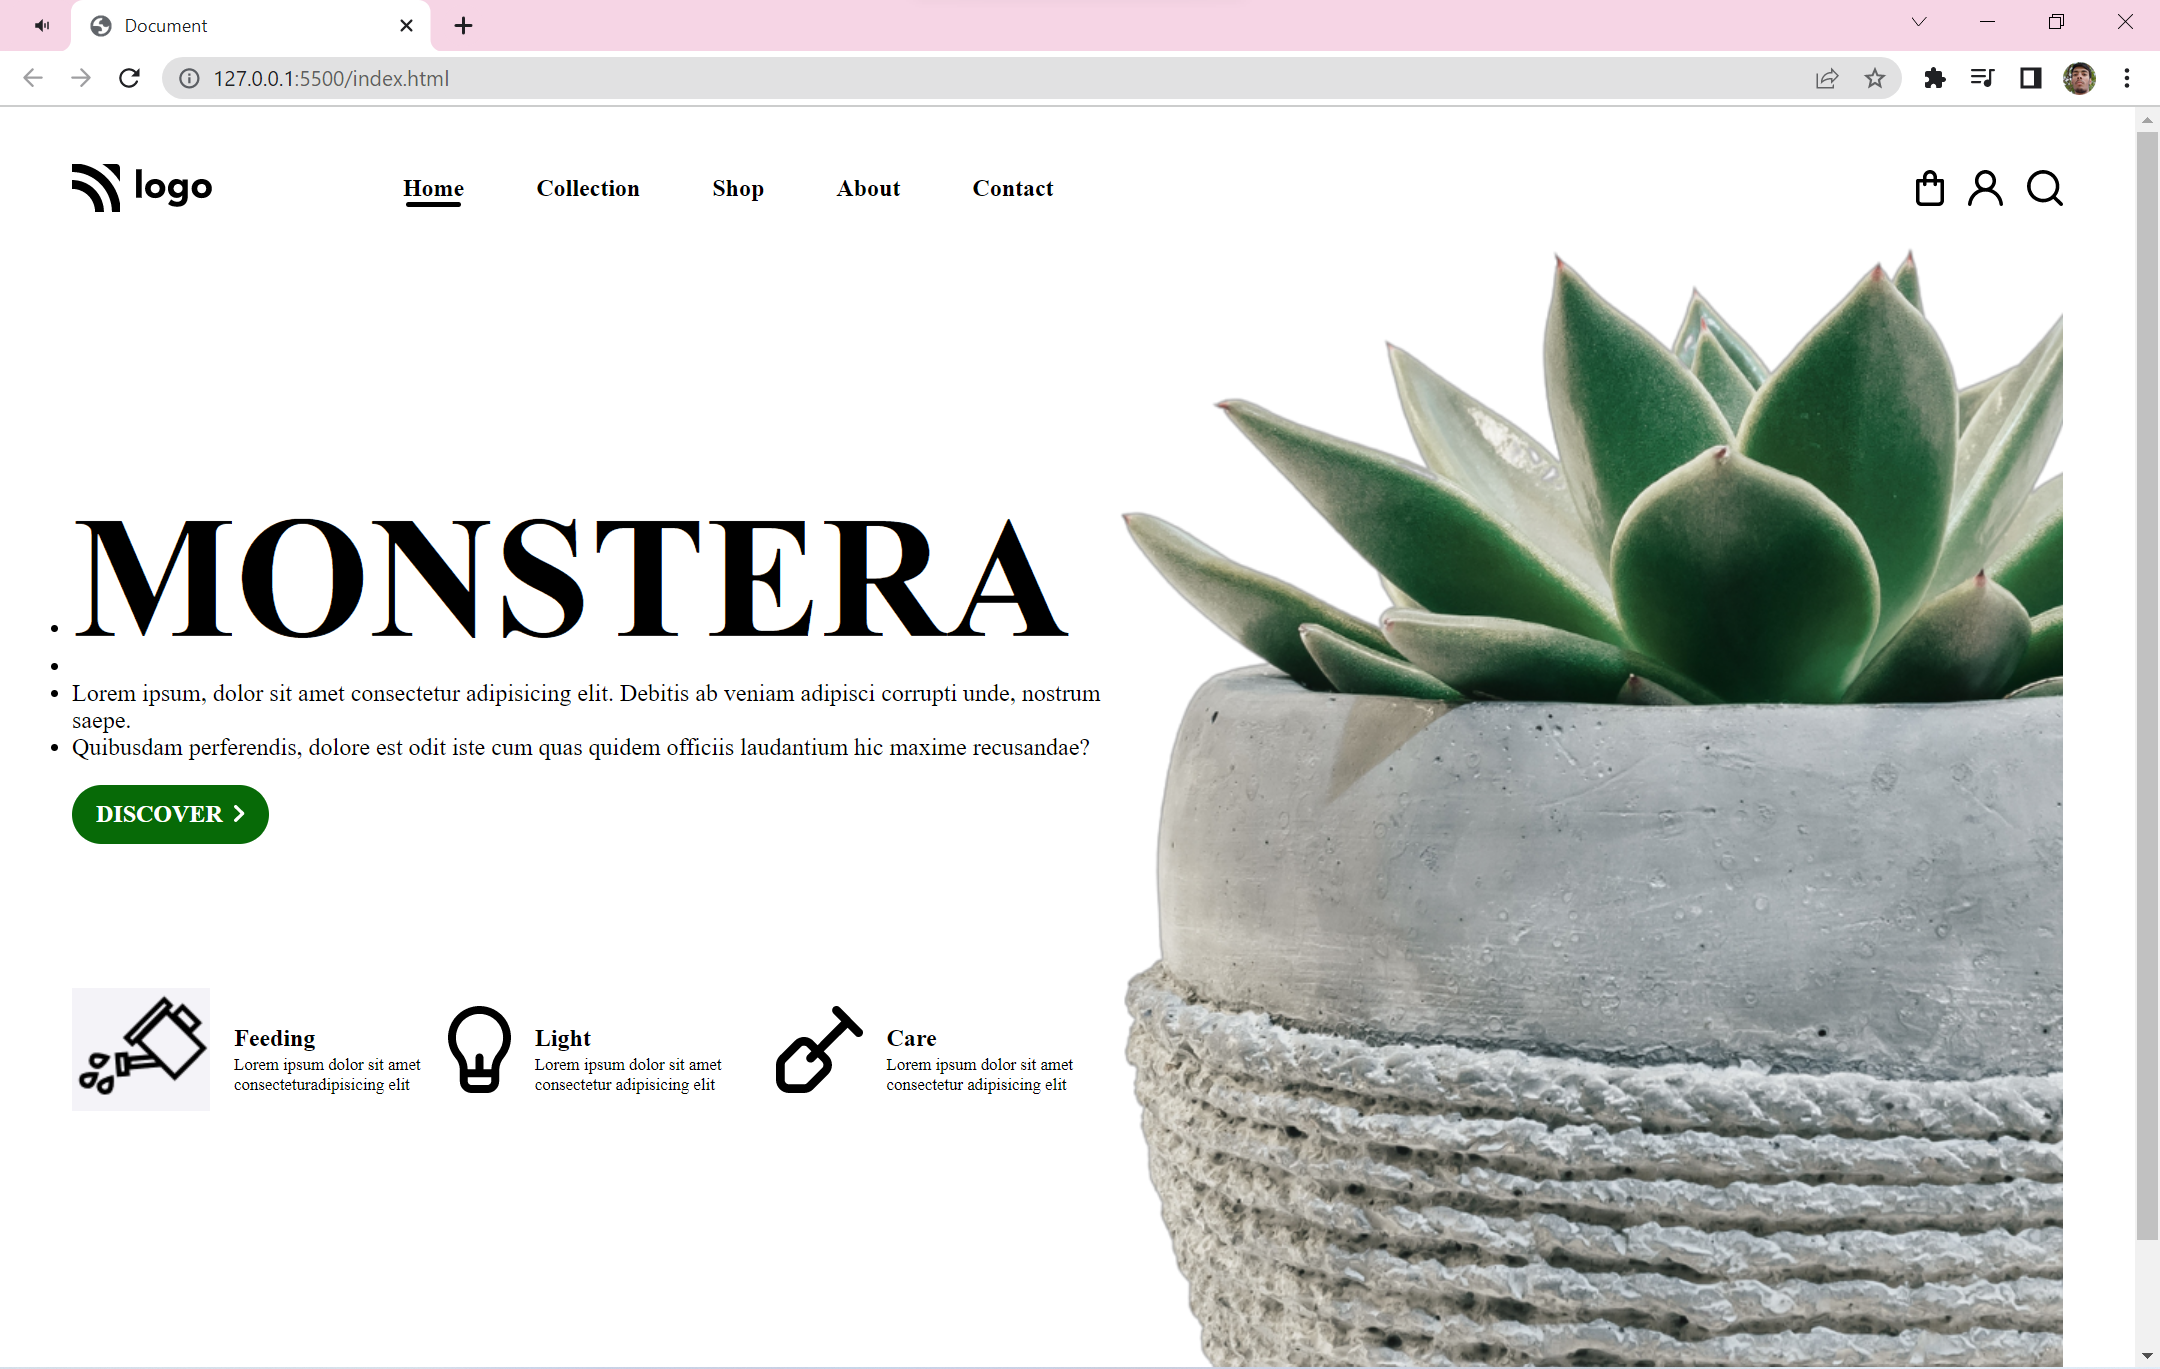 Document
127.0.0.1:5500/index.html
logo
Home Collection Shop About Contact
MONSTERA
Lorem ipsum, dolor sit amet consectetur adipisicing elit. Debitis ab veniam adipisci corrupti unde, nostrum
saepe.
Quibusdam perferendis, dolore est odit iste cum quas quidem officiis laudantium hic maxime recusandae?
DISCOVER
Feeding
Lorem ipsum dolor sit amet
consecteturadipisicing elit
Light
Lorem ipsum dolor sit amet
consectetur adipisicing elit
Care
Lorem ipsum dolor sit amet
consectetur adipisicing elit